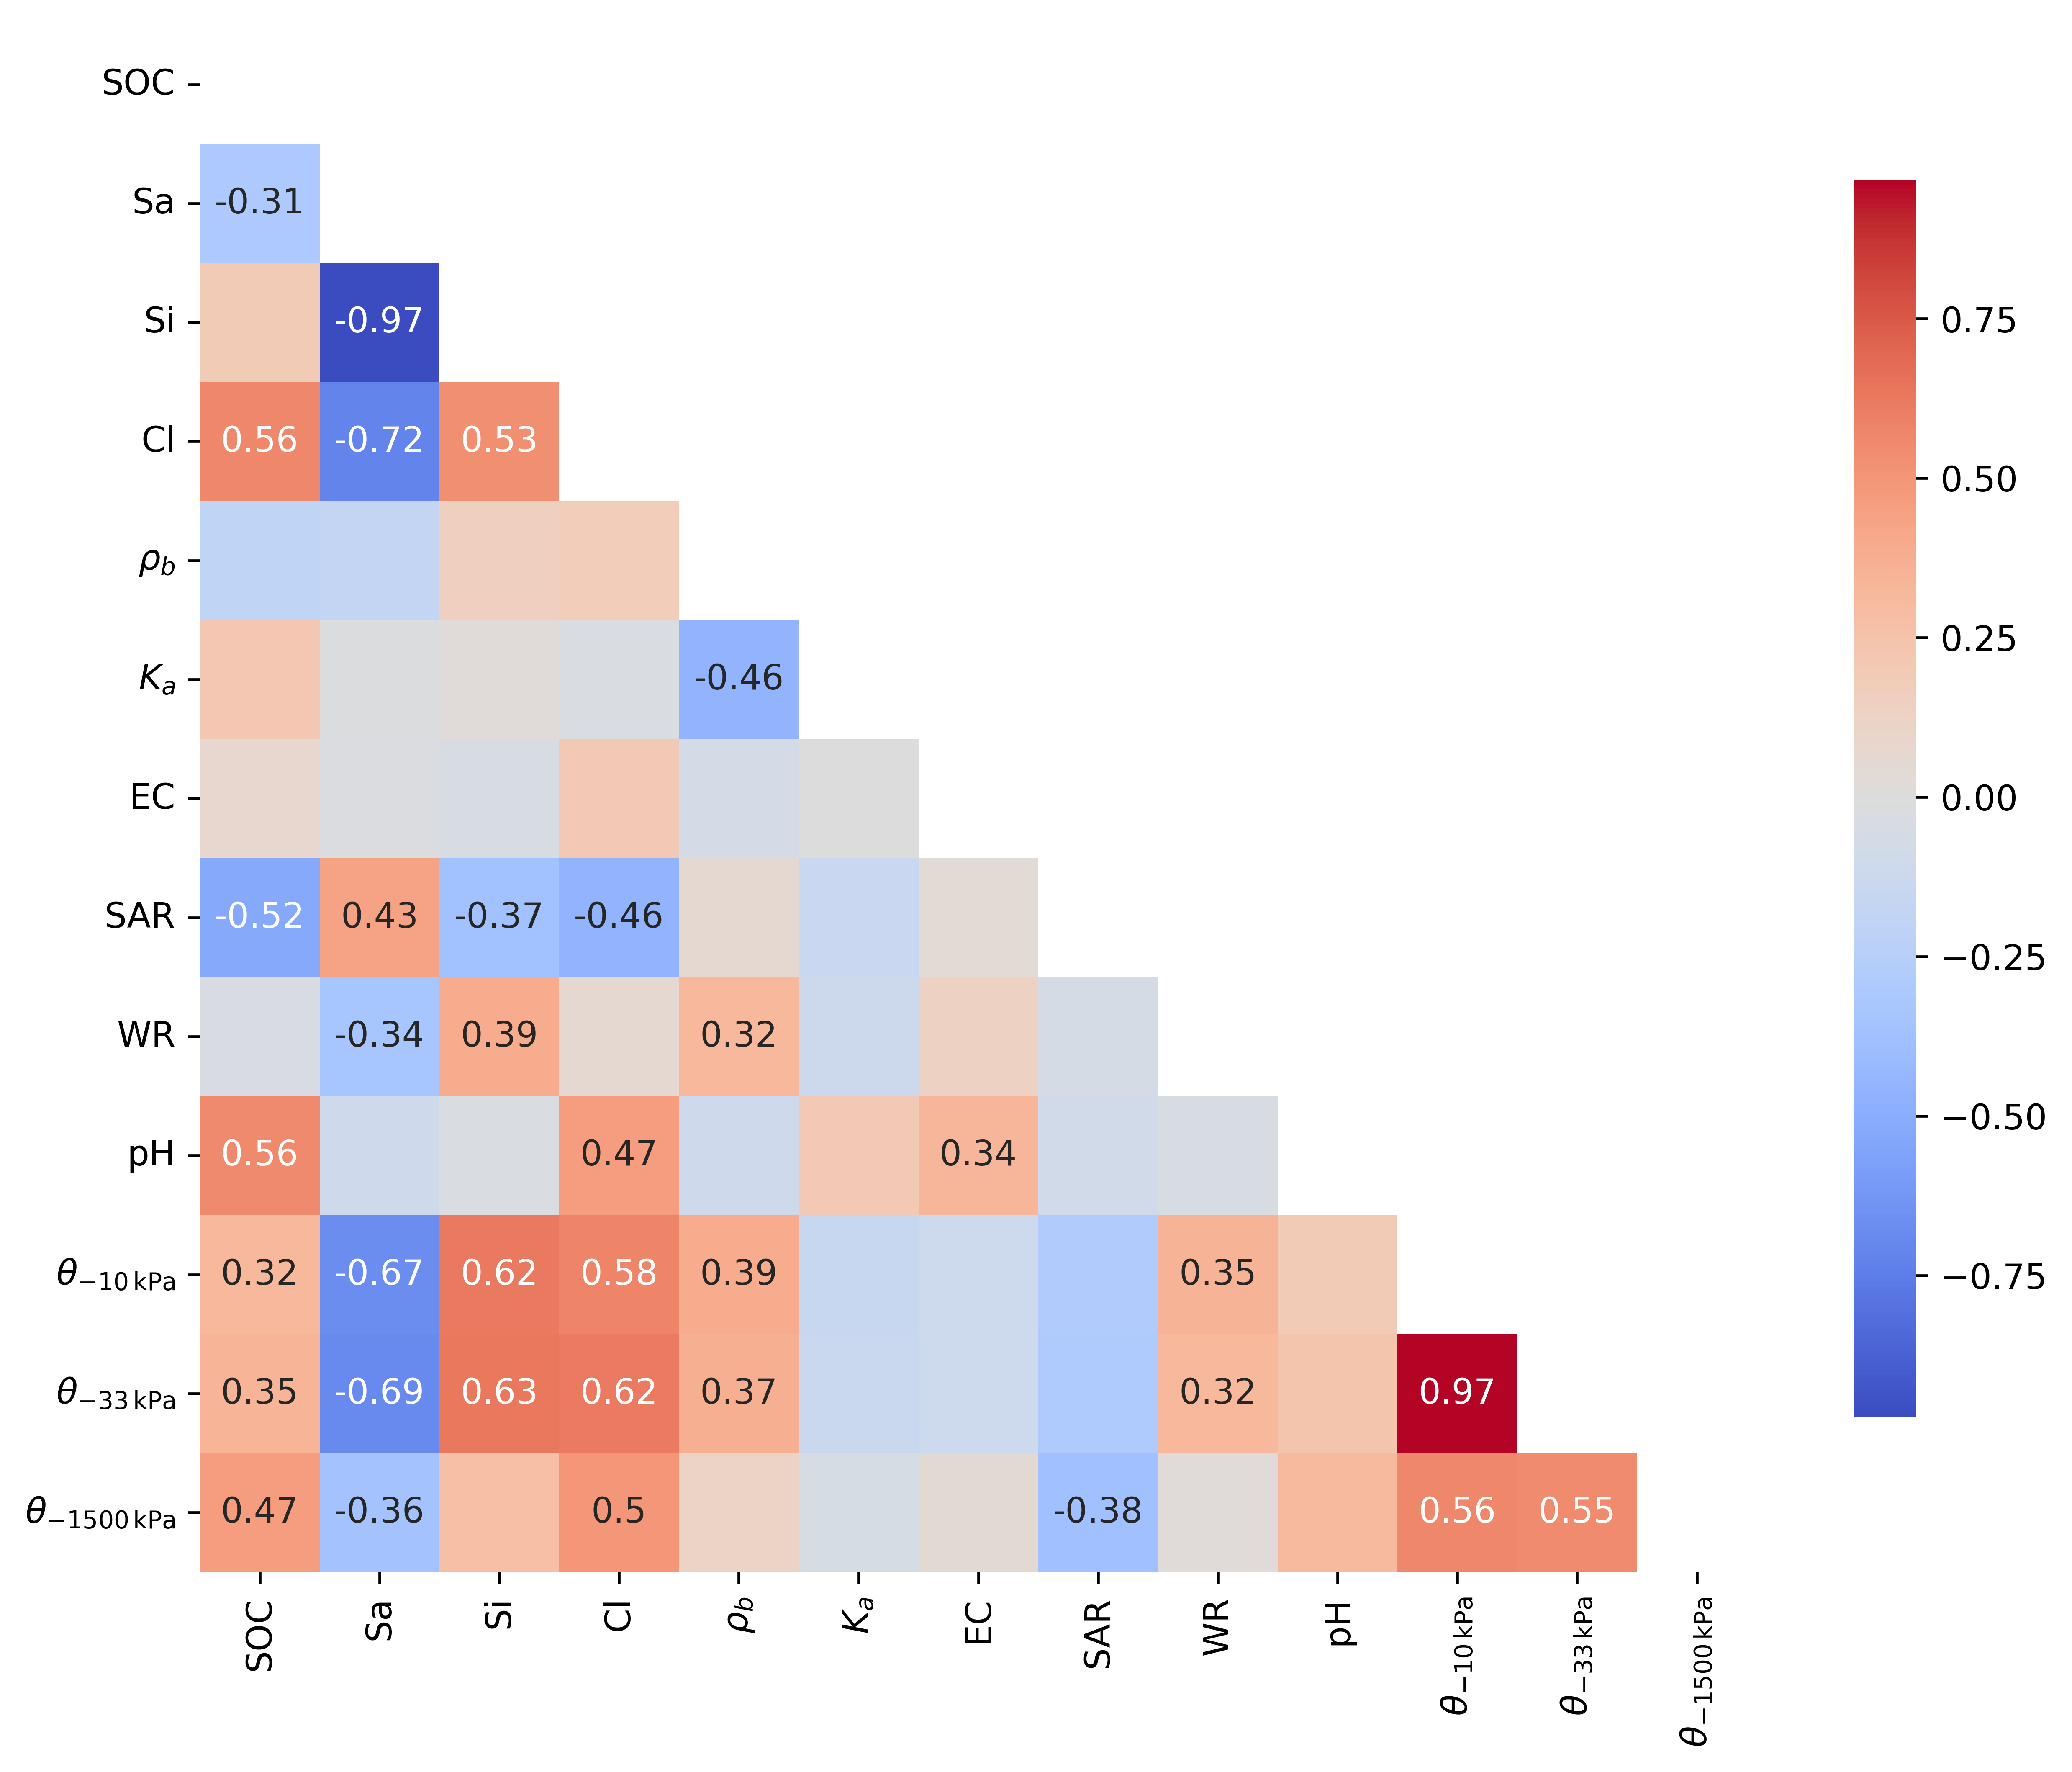 SOC
Sa -0.31
Si -0.97
Cl 0.56 -0.72 0.53
ρb
Ka -0.46
EC
SAR -0.52 0.43 -0.37 -0.46
WR -0.34 0.39 0.32
pH 0.56 0.47 0.34
θ−10 kPa 0.32 -0.67 0.62 0.58 0.39 0.35
θ−33 kPa 0.35 -0.69 0.63 0.62 0.37 0.32 0.97
θ−1500 kPa 0.47 -0.36 0.5 -0.38 0.56 0.55
SOC Sa Si Cl ρb Ka EC SAR WR pH θ−10 kPa θ−33 kPa θ−1500 kPa
0.75
0.50
0.25
0.00
−0.25
−0.50
−0.75